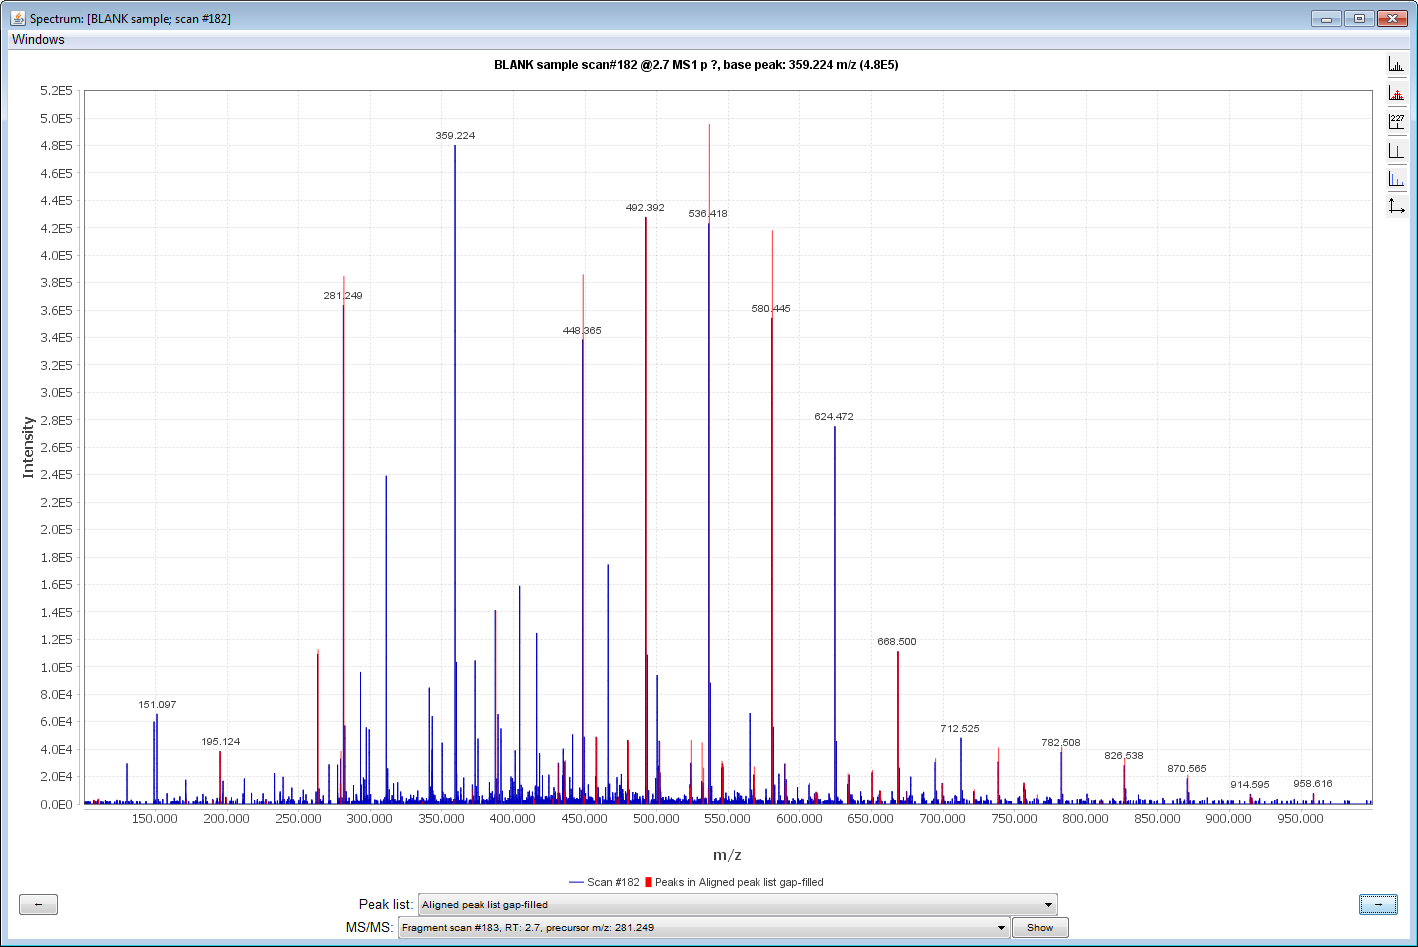 Spectrum: [BLANK sample; scan #182]
Windows
BLANK sample scan#182 @2.7 MS1 p ?, base peak: 359.224 m/z (4.8E5)
227
5.2E5
5.0E5
4.8E5
4.6E5
4.4E5
4.2E5
4.0E5
3.8E5
3.6E5
3.4E5
3.2E5
3.0E5
2.8E5
2.6E5
2.4E5
2.2E5
2.0E5
1.8E5
1.6E5
1.4E5
1.2E5
1.0E5
8.0E4
6.0E4
4.0E4
2.0E4
0.0E0
Intensity
359.224
492.392
536.418
281.249
580.445
448.365
624.472
668.500
151.097
712.525
195.124
782.508
826.538
870.565
914.595
958.616
150.000 200.000 250.000 300.000 350.000 400.000 450.000 500.000 550.000 600.000 650.000 700.000 750.000 800.000 850.000 900.000 950.000
m/z
Scan #182 Peaks in Aligned peak list gap-filled
Peak list: Aligned peak list gap-filled
MS/MS: Fragment scan #183, RT: 2.7, precursor m/z: 281.249 Show